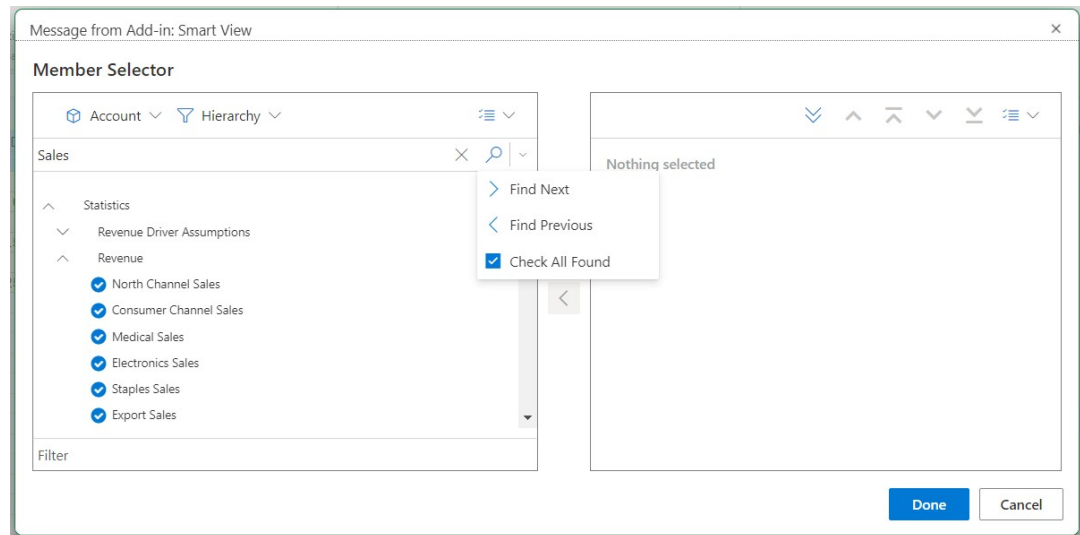 Message from Add-in: Smart View
Member Selector
Account Hierarchy
Sales
Nothing selected
Find Next
Find Previous
Check All Found
Statistics
Revenue Driver Assumptions
Revenue
North Channel Sales
Consumer Channel Sales
Medical Sales
Electronics Sales
Staples Sales
Export Sales
Filter
Done Cancel